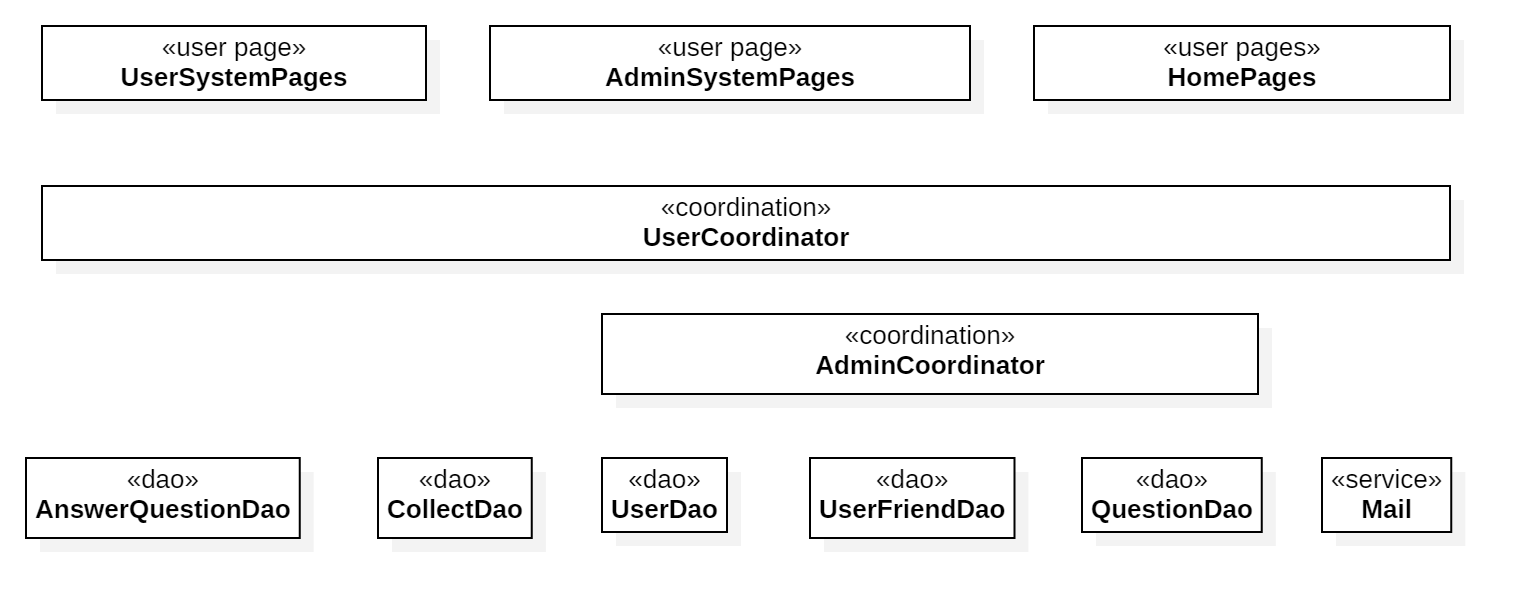 «user page»
UserSystemPages
«user page»
AdminSystemPages
«user pages»
HomePages
«coordination»
UserCoordinator
«coordination»
AdminCoordinator
«dao»
AnswerQuestionDao
«dao»
CollectDao
«dao»
UserDao
«dao»
UserFriendDao
«dao»
QuestionDao
«service»
Mail